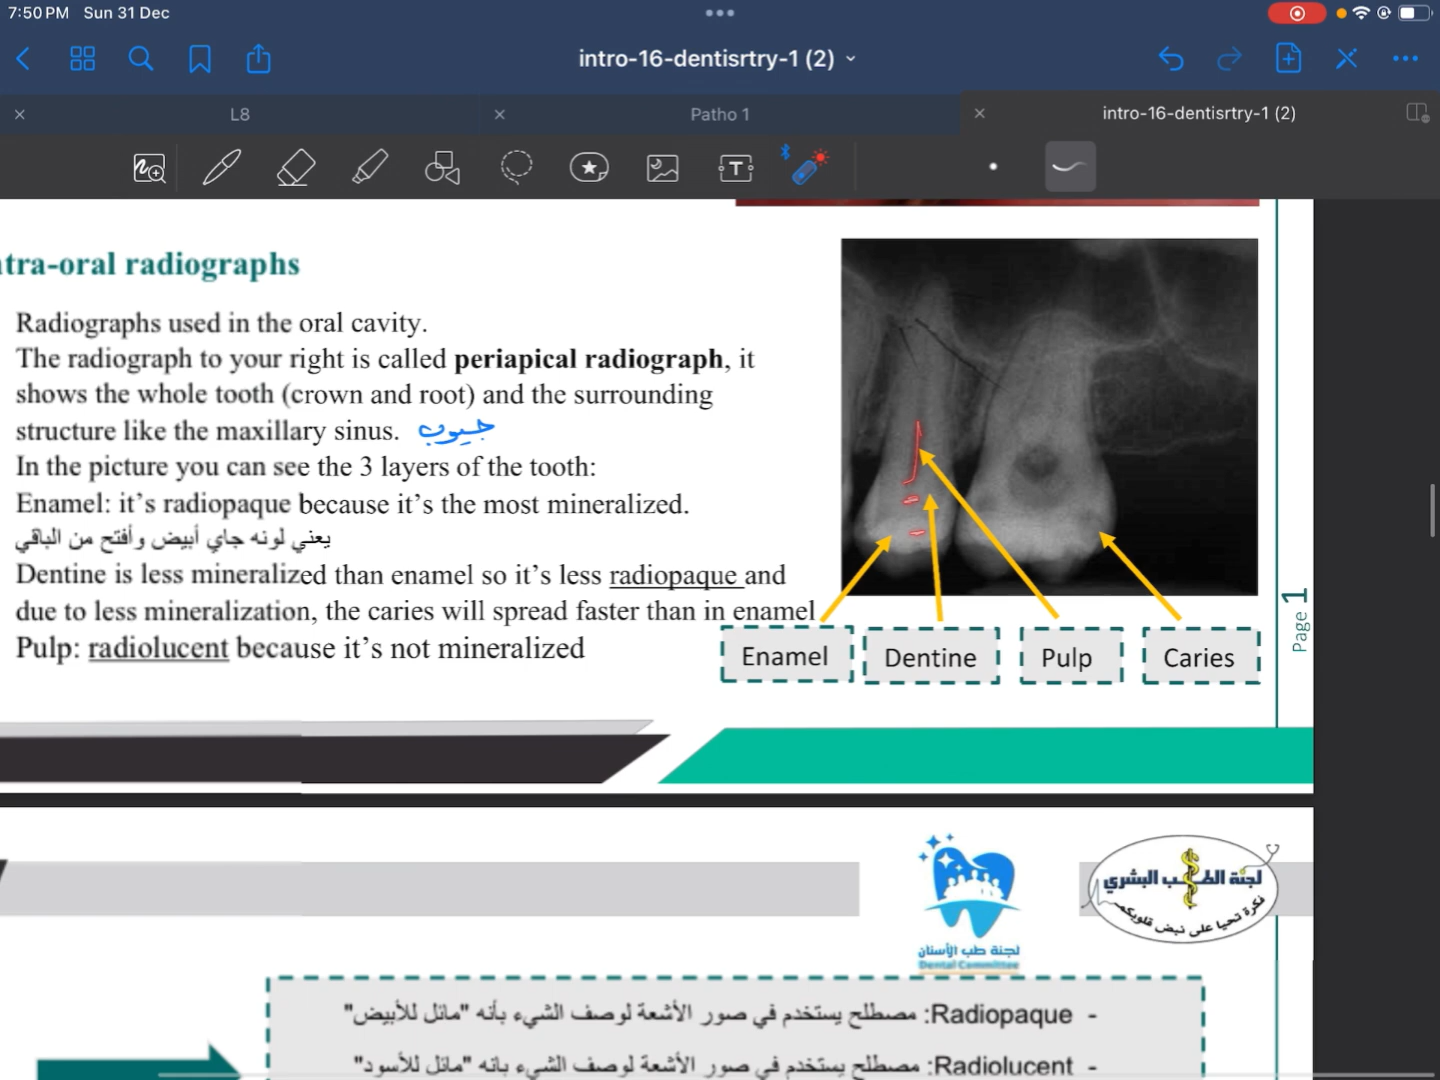 7:50 PM Sun 31 Dec
intro-16-dentisrtry-1 (2)
L8
Patho 1
intro-16-dentisrtry-1 (2)
tra-oral radiographs
Radiographs used in the oral cavity.
The radiograph to your right is called periapical radiograph, it
shows the whole tooth (crown and root) and the surrounding
structure like the maxillary sinus. جيوب
In the picture you can see the 3 layers of the tooth:
Enamel: it's radiopaque because it's the most mineralized.
يعني لونه جاي أبيض وأفتح من الباقي
Dentine is less mineralized than enamel so it's less radiopaque and
due to less mineralization, the caries will spread faster than in enamel
Pulp: radiolucent because it's not mineralized
Enamel
Dentine
Pulp
Caries
Page 1
لجنة طب الأسنان
Dental Committee
لجنة الطب البشري
فكرة تحيا على نبض قلوبكم
- Radiopaque: مصطلح يستخدم في صور الأشعة لوصف الشيء بأنه "مائل للأبيض"
- Radiolucent: مصطلح يستخدم في صور الأشعة لوصف الشيء بانه "مائل للأسود"